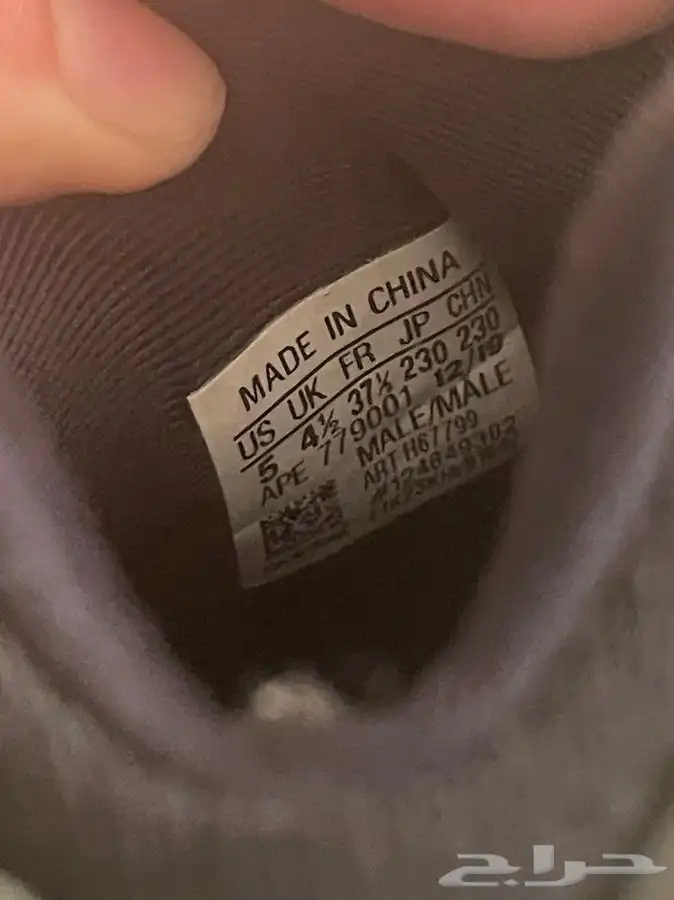 MADE IN CHINA
US UK FR JP CHN
5 4½ 37½ 230 230
APE 779001 12/19
MALE/MALE
ART H67799
حراج